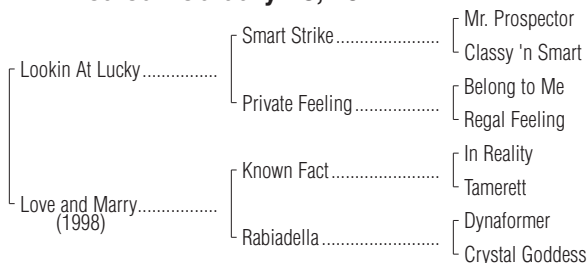 Smart Strike
Mr. Prospector
Classy 'n Smart
Lookin At Lucky
Private Feeling
Belong to Me
Regal Feeling
Known Fact
In Reality
Tamerett
Love and Marry
(1998)
Rabiadella
Dynaformer
Crystal Goddess